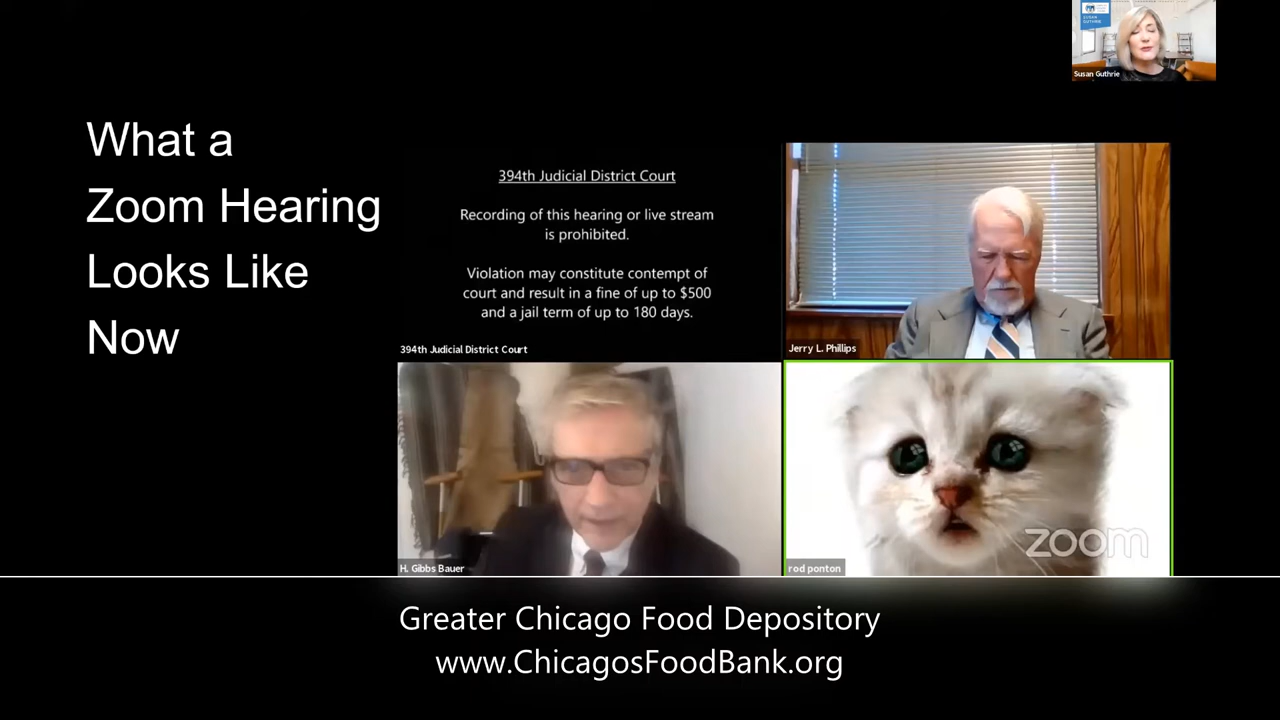 SUSAN
GUTHRIE
Susan Guthrie
What a
Zoom Hearing
Looks Like
Now
394th Judicial District Court
Recording of this hearing or live stream
is prohibited.
Violation may constitute contempt of
court and result in a fine of up to $500
and a jail term of up to 180 days.
394th Judicial District Court
Jerry L. Phillips
H. Gibbs Bauer
zoom
rod ponton
Greater Chicago Food Depository
www.ChicagosFoodBank.org